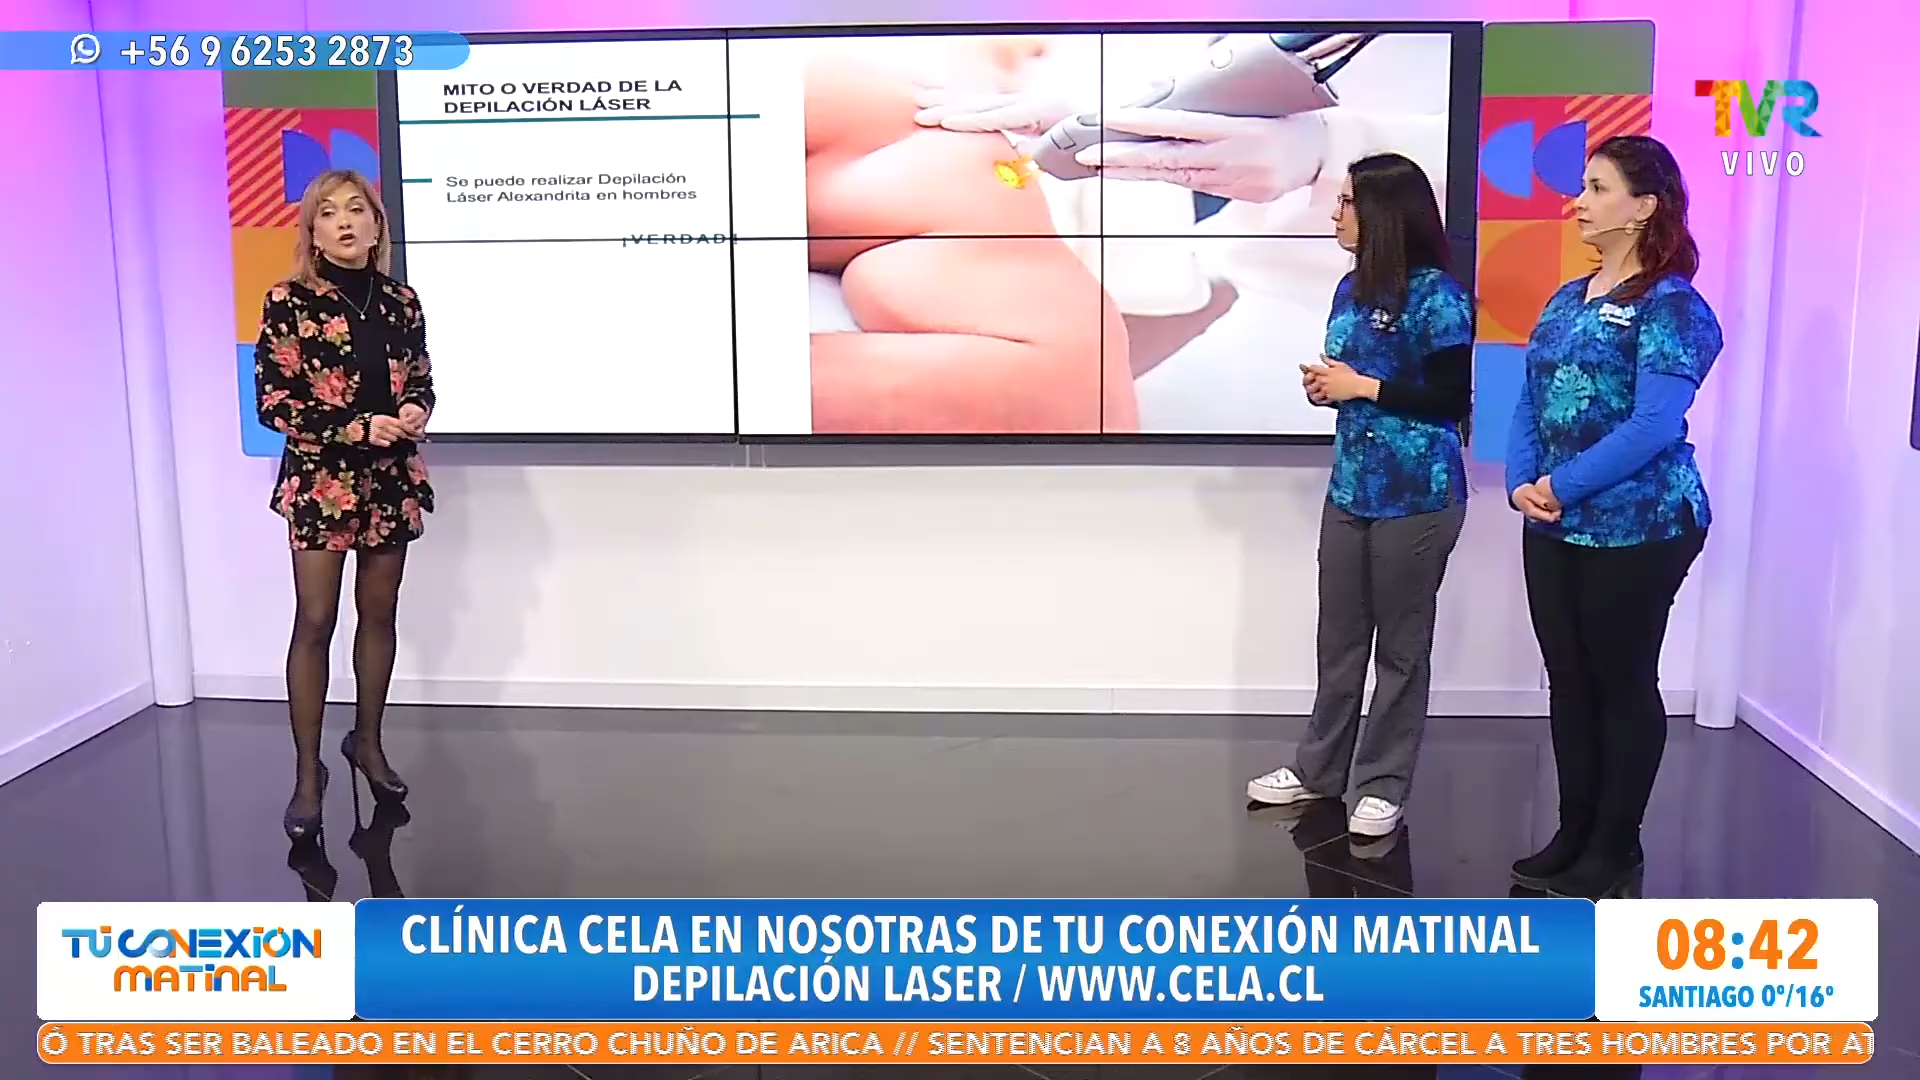 +56 9 6253 2873
MITO O VERDAD DE LA
DEPILACIÓN LÁSER
Se puede realizar Depilación
Láser Alexandrita en hombres
¡VERDAD!
TVR
VIVO
TU CONEXIÓN
MATINAL
CLÍNICA CELA EN NOSOTRAS DE TU CONEXIÓN MATINAL
DEPILACIÓN LASER / WWW.CELA.CL
08:42
SANTIAGO 0°/16°
Ó TRAS SER BALEADO EN EL CERRO CHUÑO DE ARICA // SENTENCIAN A 8 AÑOS DE CÁRCEL A TRES HOMBRES POR AT